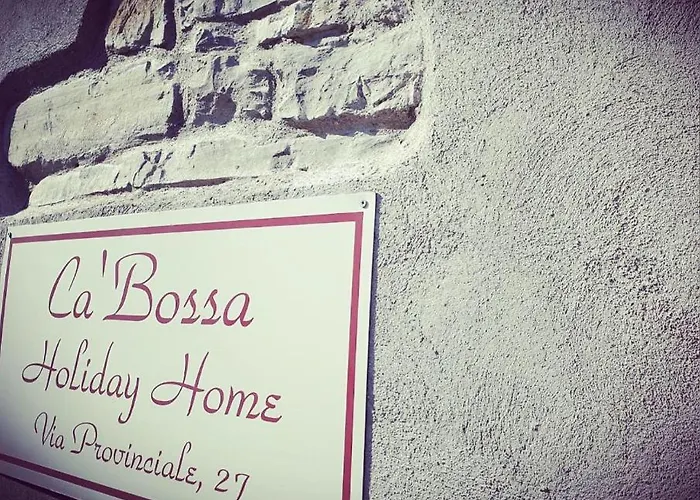 Ca'Bossa
Holiday Home
Via Provinciale, 27